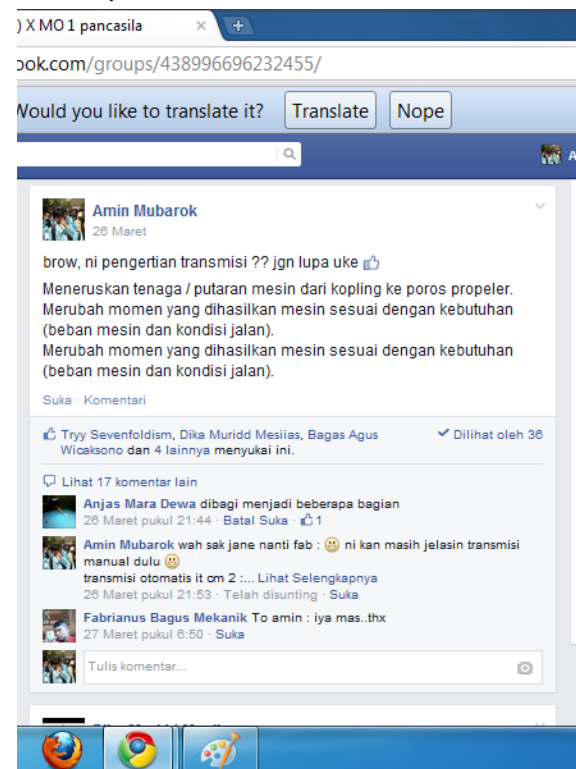 ) X MO 1 pancasila
ook.com/groups/438996696232455/
Would you like to translate it? Translate Nope
A
Amin Mubarok
26 Maret
brow, ni pengertian transmisi ?? jgn lupa uke
Meneruskan tenaga / putaran mesin dari kopling ke poros propeler.
Merubah momen yang dihasilkan mesin sesuai dengan kebutuhan
(beban mesin dan kondisi jalan).
Merubah momen yang dihasilkan mesin sesuai dengan kebutuhan
(beban mesin dan kondisi jalan).
Suka · Komentari
Tryy Sevenfoldism, Dika Muridd Mesiias, Bagas Agus
Wicaksono dan 4 lainnya menyukai ini.
Dilihat oleh 36
Lihat 17 komentar lain
Anjas Mara Dewa dibagi menjadi beberapa bagian
26 Maret pukul 21:44 · Batal Suka · 1
Amin Mubarok wah sak jane nanti fab : ni kan masih jelasin transmisi
manual dulu
transmisi otomatis it cm 2 :... Lihat Selengkapnya
26 Maret pukul 21:53 · Telah disunting · Suka
Fabrianus Bagus Mekanik To amin : iya mas..thx
27 Maret pukul 6:50 · Suka
Tulis komentar...